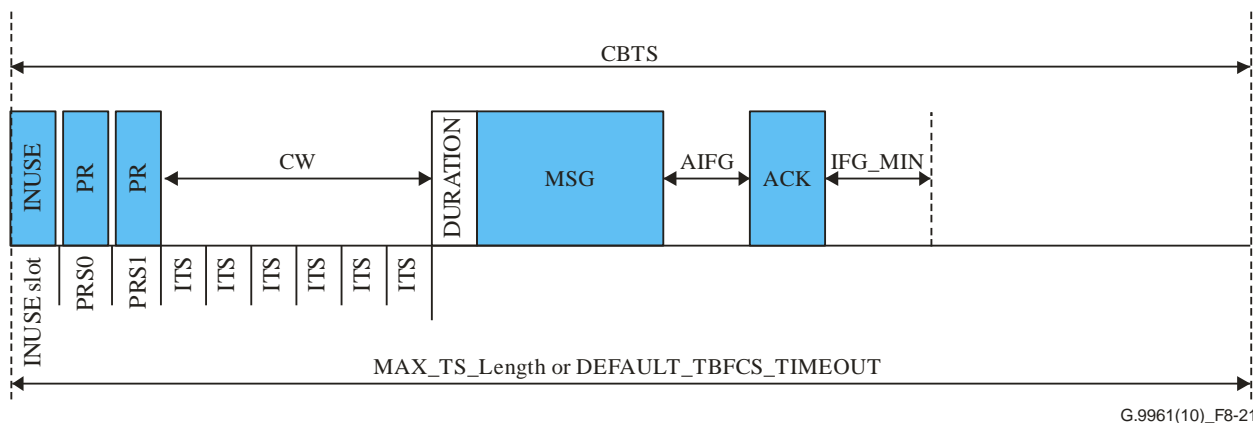 CBTS
INUSE
PR
PR
CW
DURATION
MSG
AIFG
ACK
IFG_MIN
INUSE slot
PRS0
PRS1
ITS
ITS
ITS
ITS
ITS
ITS
MAX_TS_Length or DEFAULT_TBFCS_TIMEOUT
G.9961(10)_F8-21